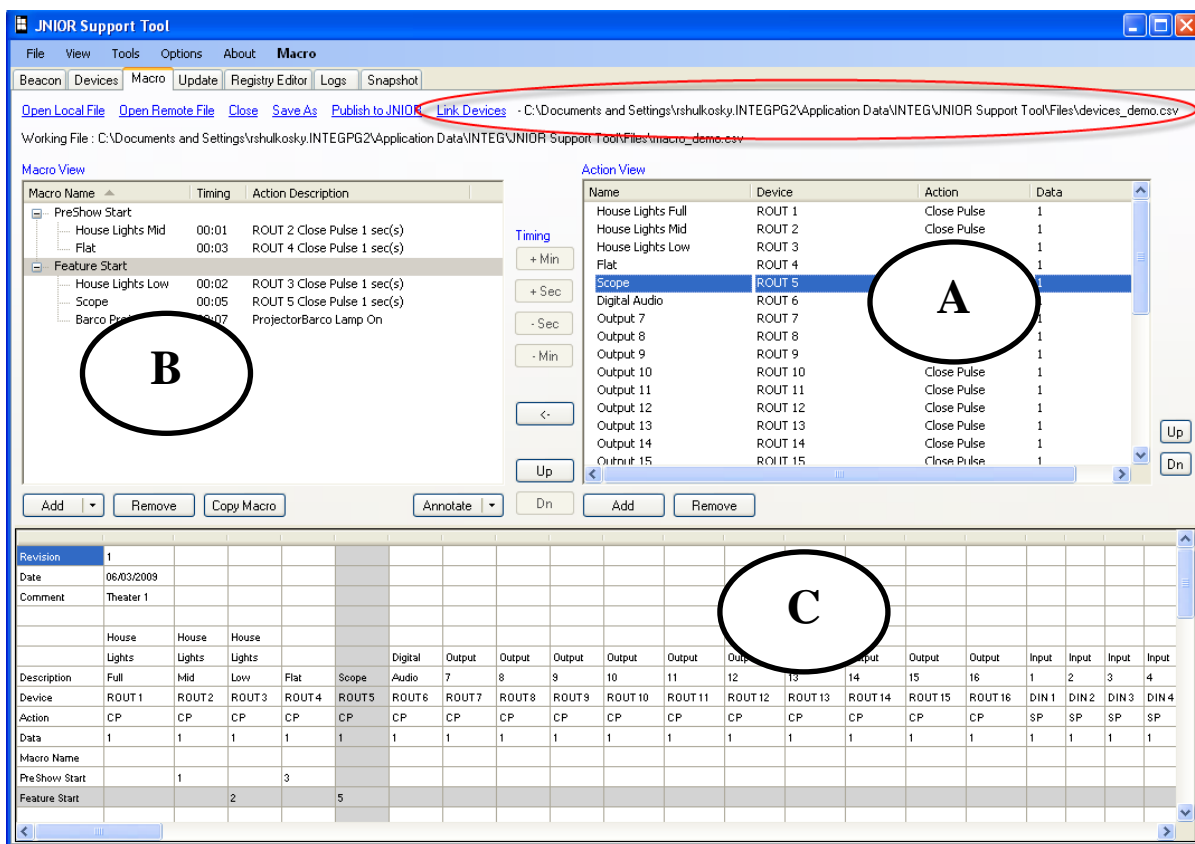 JNIOR Support Tool
File View Tools Options About Macro
Beacon Devices Macro Update Registry Editor Logs Snapshot
Open Local File Open Remote File Close Save As Publish to JNIOR Link Devices - C:\Documents and Settings\rshulkosky.INTEGPG2\Application Data\INTEG\JNIOR Support Tool\Files\devices_demo.csv
Working File : C:\Documents and Settings\rshulkosky.INTEGPG2\Application Data\INTEG\JNIOR Support Tool\Files\macro_demo.csv
Macro View
Macro Name Timing Action Description
PreShow Start
House Lights Mid 00:01 ROUT 2 Close Pulse 1 sec(s)
Flat 00:03 ROUT 4 Close Pulse 1 sec(s)
Feature Start
House Lights Low 00:02 ROUT 3 Close Pulse 1 sec(s)
Scope 00:05 ROUT 5 Close Pulse 1 sec(s)
Barco :07 ProjectorBarco Lamp On
B
Add Remove Copy Macro Annotate
Timing
+ Min
+ Sec
- Sec
- Min
<-
Up
Dn
Action View
Name Device Action Data
House Lights Full ROUT 1 Close Pulse 1
House Lights Mid ROUT 2 Close Pulse 1
House Lights Low ROUT 3 1
Flat ROUT 4 1
Scope ROUT 5 1
Digital Audio ROUT 6 1
Output 7 ROUT 7 1
Output 8 ROUT 8 1
Output 9 ROUT 9 1
Output 10 ROUT 10 Close Pulse 1
Output 11 ROUT 11 Close Pulse 1
Output 12 ROUT 12 Close Pulse 1
Output 13 ROUT 13 Close Pulse 1
Output 14 ROUT 14 Close Pulse 1
Output 15 ROUT 15 Close Pulse 1
A
Up
Dn
Add Remove
Revision 1
Date 06/03/2009
Comment Theater 1
House House House
Lights Lights Lights Digital Output Output Output Output Output Output Output Output Input Input Input Input
Description Full Mid Low Flat Scope Audio 7 8 9 10 11 12 13 14 15 16 1 2 3 4
Device ROUT1 ROUT2 ROUT3 ROUT4 ROUT5 ROUT6 ROUT7 ROUT8 ROUT9 ROUT10 ROUT11 ROUT12 ROUT13 ROUT14 ROUT15 ROUT16 DIN1 DIN2 DIN3 DIN4
Action CP CP CP CP CP CP CP CP CP CP CP CP CP CP CP CP SP SP SP SP
Data 1 1 1 1 1 1 1 1 1 1 1 1 1 1 1 1 1 1 1 1
Macro Name
PreShow Start 1 3
Feature Start 2 5
C